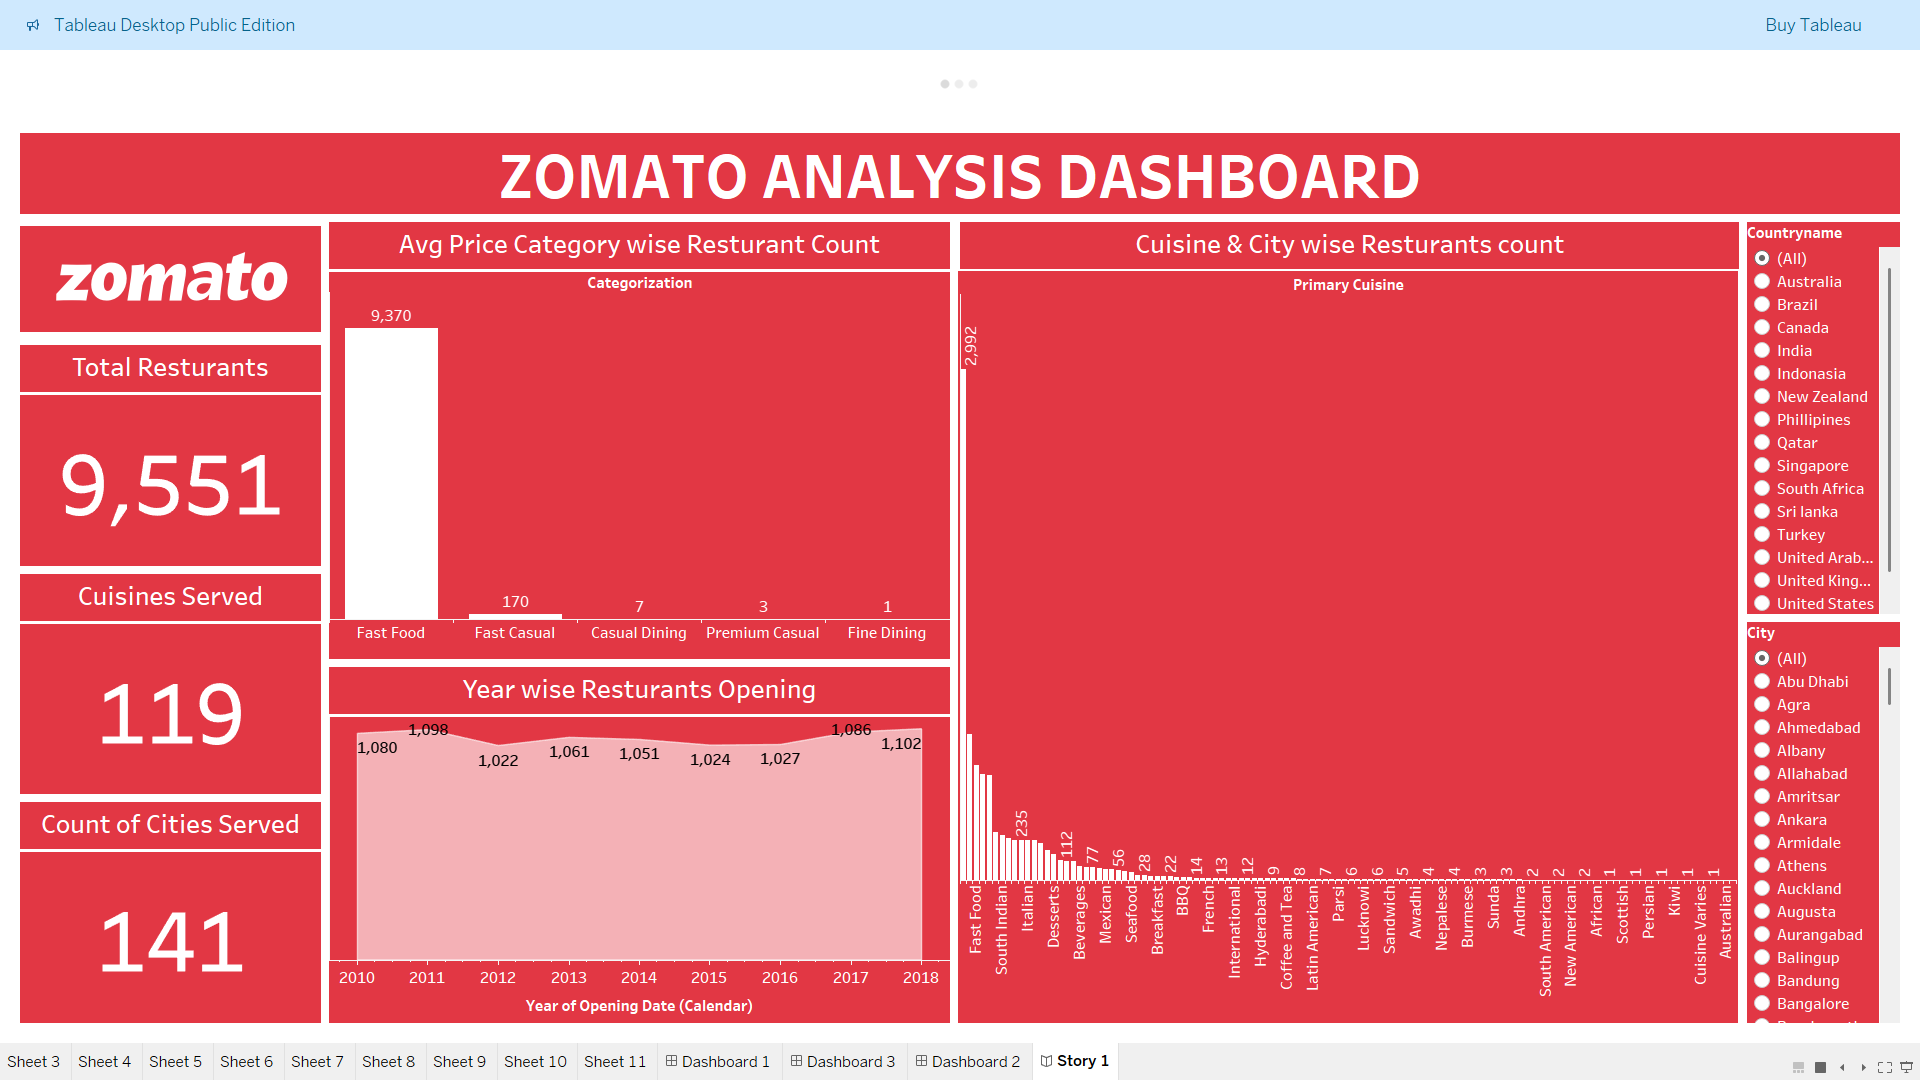 Tableau Desktop Public Edition
Buy Tableau
ZOMATO ANALYSIS DASHBOARD
zomato
Total Resturants
9,551
Cuisines Served
119
Count of Cities Served
141
Avg Price Category wise Resturant Count
Categorization
9,370
170
7
3
1
Fast Food
Fast Casual
Casual Dining
Premium Casual
Fine Dining
Year wise Resturants Opening
1,080
1,098
1,022
1,061
1,051
1,024
1,027
1,086
1,102
2010
2011
2012
2013
2014
2015
2016
2017
2018
Year of Opening Date (Calendar)
Cuisine & City wise Resturants count
Primary Cuisine
2,992
235
112
77
56
28
22
14
13
12
9
8
7
6
6
5
4
4
3
3
2
2
2
1
1
1
1
1
Fast Food
South Indian
Italian
Desserts
Beverages
Mexican
Seafood
Breakfast
BBQ
French
International
Hyderabadi
Coffee and Tea
Latin American
Parsi
Lucknowi
Sandwich
Awadhi
Nepalese
Burmese
Sunda
Andhra
South American
New American
African
Scottish
Persian
Kiwi
Cuisine Varies
Australian
Countryname
(All)
Australia
Brazil
Canada
India
Indonasia
New Zealand
Phillipines
Qatar
Singapore
South Africa
Sri lanka
Turkey
United Arab...
United King...
United States
City
(All)
Abu Dhabi
Agra
Ahmedabad
Albany
Allahabad
Amritsar
Ankara
Armidale
Athens
Auckland
Augusta
Aurangabad
Balingup
Bandung
Bangalore
Sheet 3
Sheet 4
Sheet 5
Sheet 6
Sheet 7
Sheet 8
Sheet 9
Sheet 10
Sheet 11
Dashboard 1
Dashboard 3
Dashboard 2
Story 1